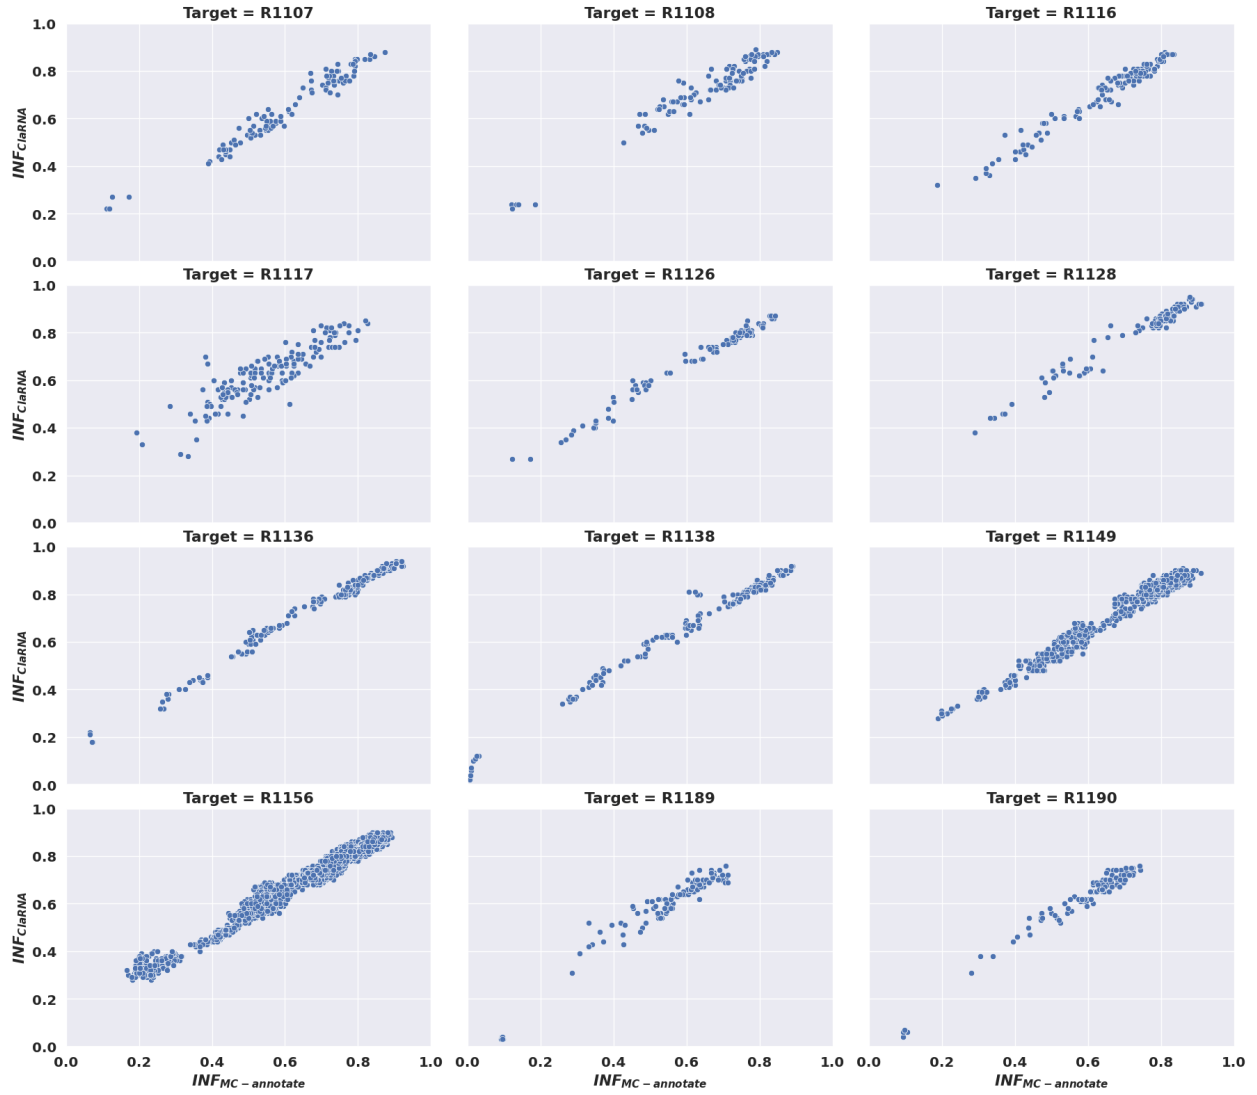 Target = R1107
Target = R1108
Target = R1116
1.0
0.8
0.6
0.4
0.2
0.0
INF_ClaRNA
Target = R1117
Target = R1126
Target = R1128
1.0
0.8
0.6
0.4
0.2
0.0
INF_ClaRNA
Target = R1136
Target = R1138
Target = R1149
1.0
0.8
0.6
0.4
0.2
0.0
INF_ClaRNA
Target = R1156
Target = R1189
Target = R1190
1.0
0.8
0.6
0.4
0.2
0.0
INF_ClaRNA
0.0 0.2 0.4 0.6 0.8 1.0
0.0 0.2 0.4 0.6 0.8 1.0
0.0 0.2 0.4 0.6 0.8 1.0
INF_MC−annotate
INF_MC−annotate
INF_MC−annotate